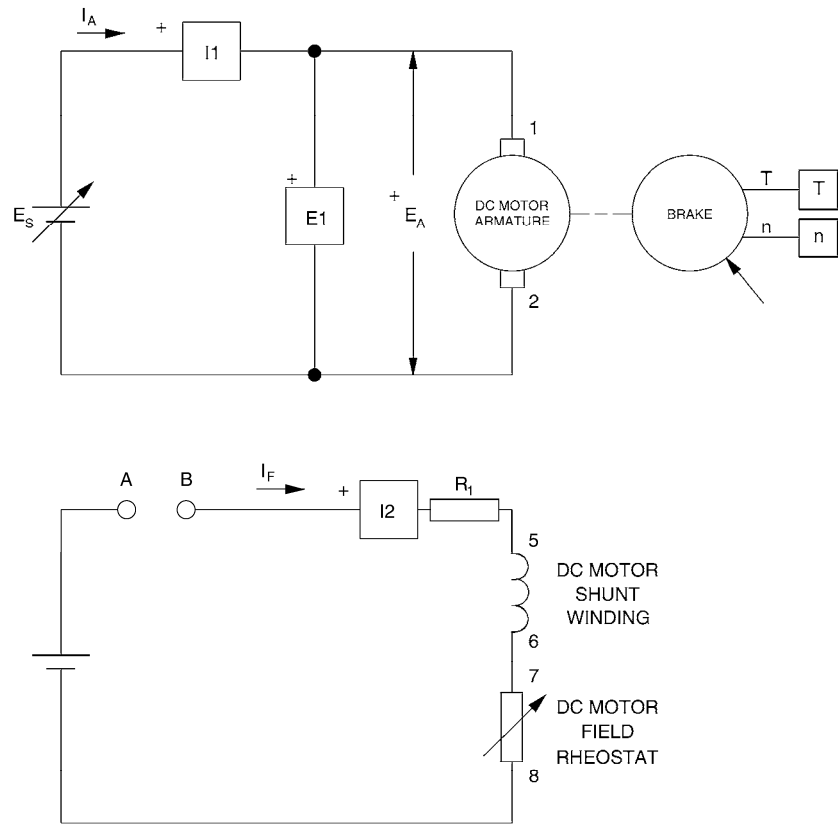 I_A
+
I1
+
E1
E_S
+
E_A
1
DC MOTOR
ARMATURE
2
BRAKE
T
T
n
n
A
B
I_F
+
I2
R_1
5
DC MOTOR
SHUNT
WINDING
6
7
DC MOTOR
FIELD
RHEOSTAT
8